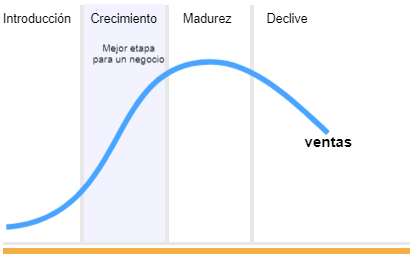 Introducción
Crecimiento
Madurez
Declive
Mejor etapa
para un negocio
ventas